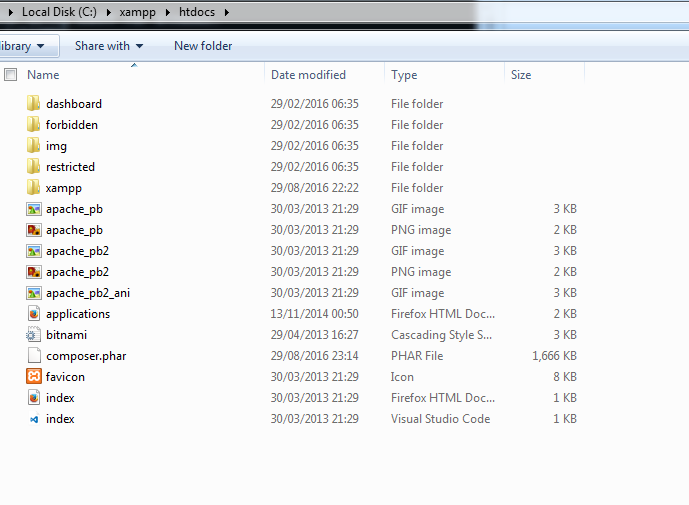 Local Disk (C:) xampp htdocs
library Share with New folder
Name Date modified Type Size
dashboard 29/02/2016 06:35 File folder
forbidden 29/02/2016 06:35 File folder
img 29/02/2016 06:35 File folder
restricted 29/02/2016 06:35 File folder
xampp 29/08/2016 22:22 File folder
apache_pb 30/03/2013 21:29 GIF image 3 KB
apache_pb 30/03/2013 21:29 PNG image 2 KB
apache_pb2 30/03/2013 21:29 GIF image 3 KB
apache_pb2 30/03/2013 21:29 PNG image 2 KB
apache_pb2_ani 30/03/2013 21:29 GIF image 3 KB
applications 13/11/2014 00:50 Firefox HTML Doc... 2 KB
bitnami 29/04/2013 16:27 Cascading Style S... 3 KB
composer.phar 29/08/2016 23:14 PHAR File 1,666 KB
favicon 30/03/2013 21:29 Icon 8 KB
index 30/03/2013 21:29 Firefox HTML Doc... 1 KB
index 30/03/2013 21:29 Visual Studio Code 1 KB